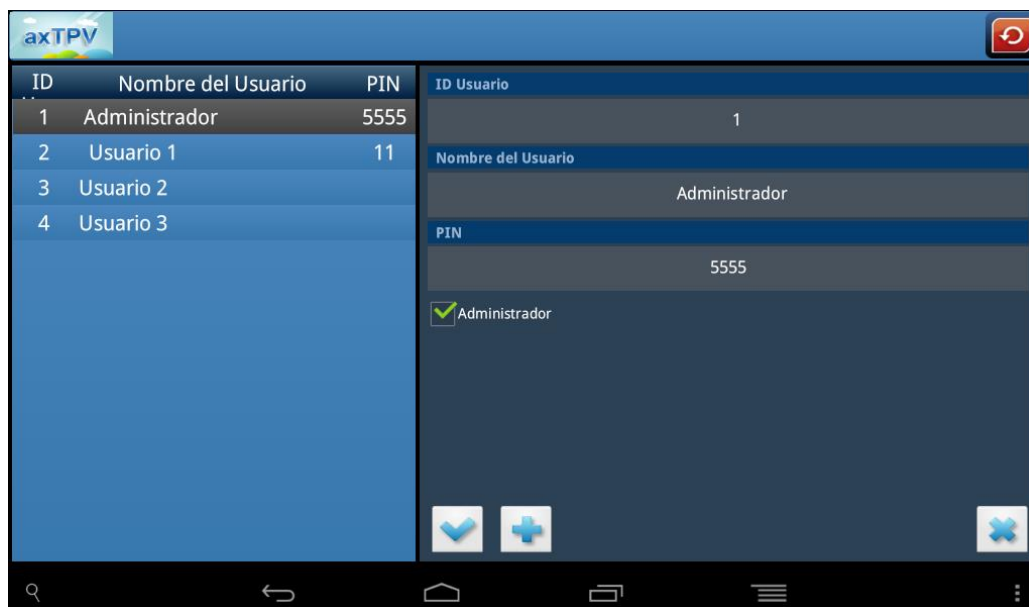 axTPV
ID Nombre del Usuario PIN
1 Administrador 5555
2 Usuario 1 11
3 Usuario 2
4 Usuario 3
ID Usuario
1
Nombre del Usuario
Administrador
PIN
5555
Administrador